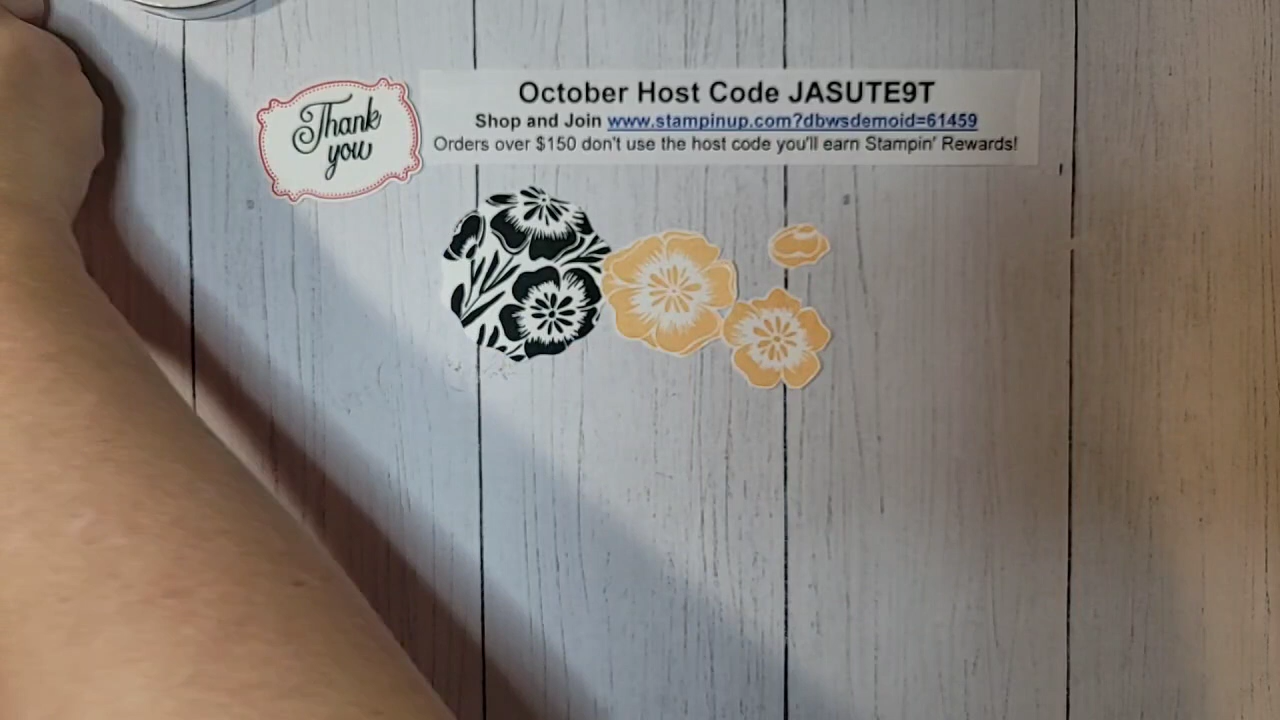 Thank
you
October Host Code JASUTE9T
Shop and Join www.stampinup.com?dbwsdemoid=61459
Orders over $150 don't use the host code you'll earn Stampin' Rewards!